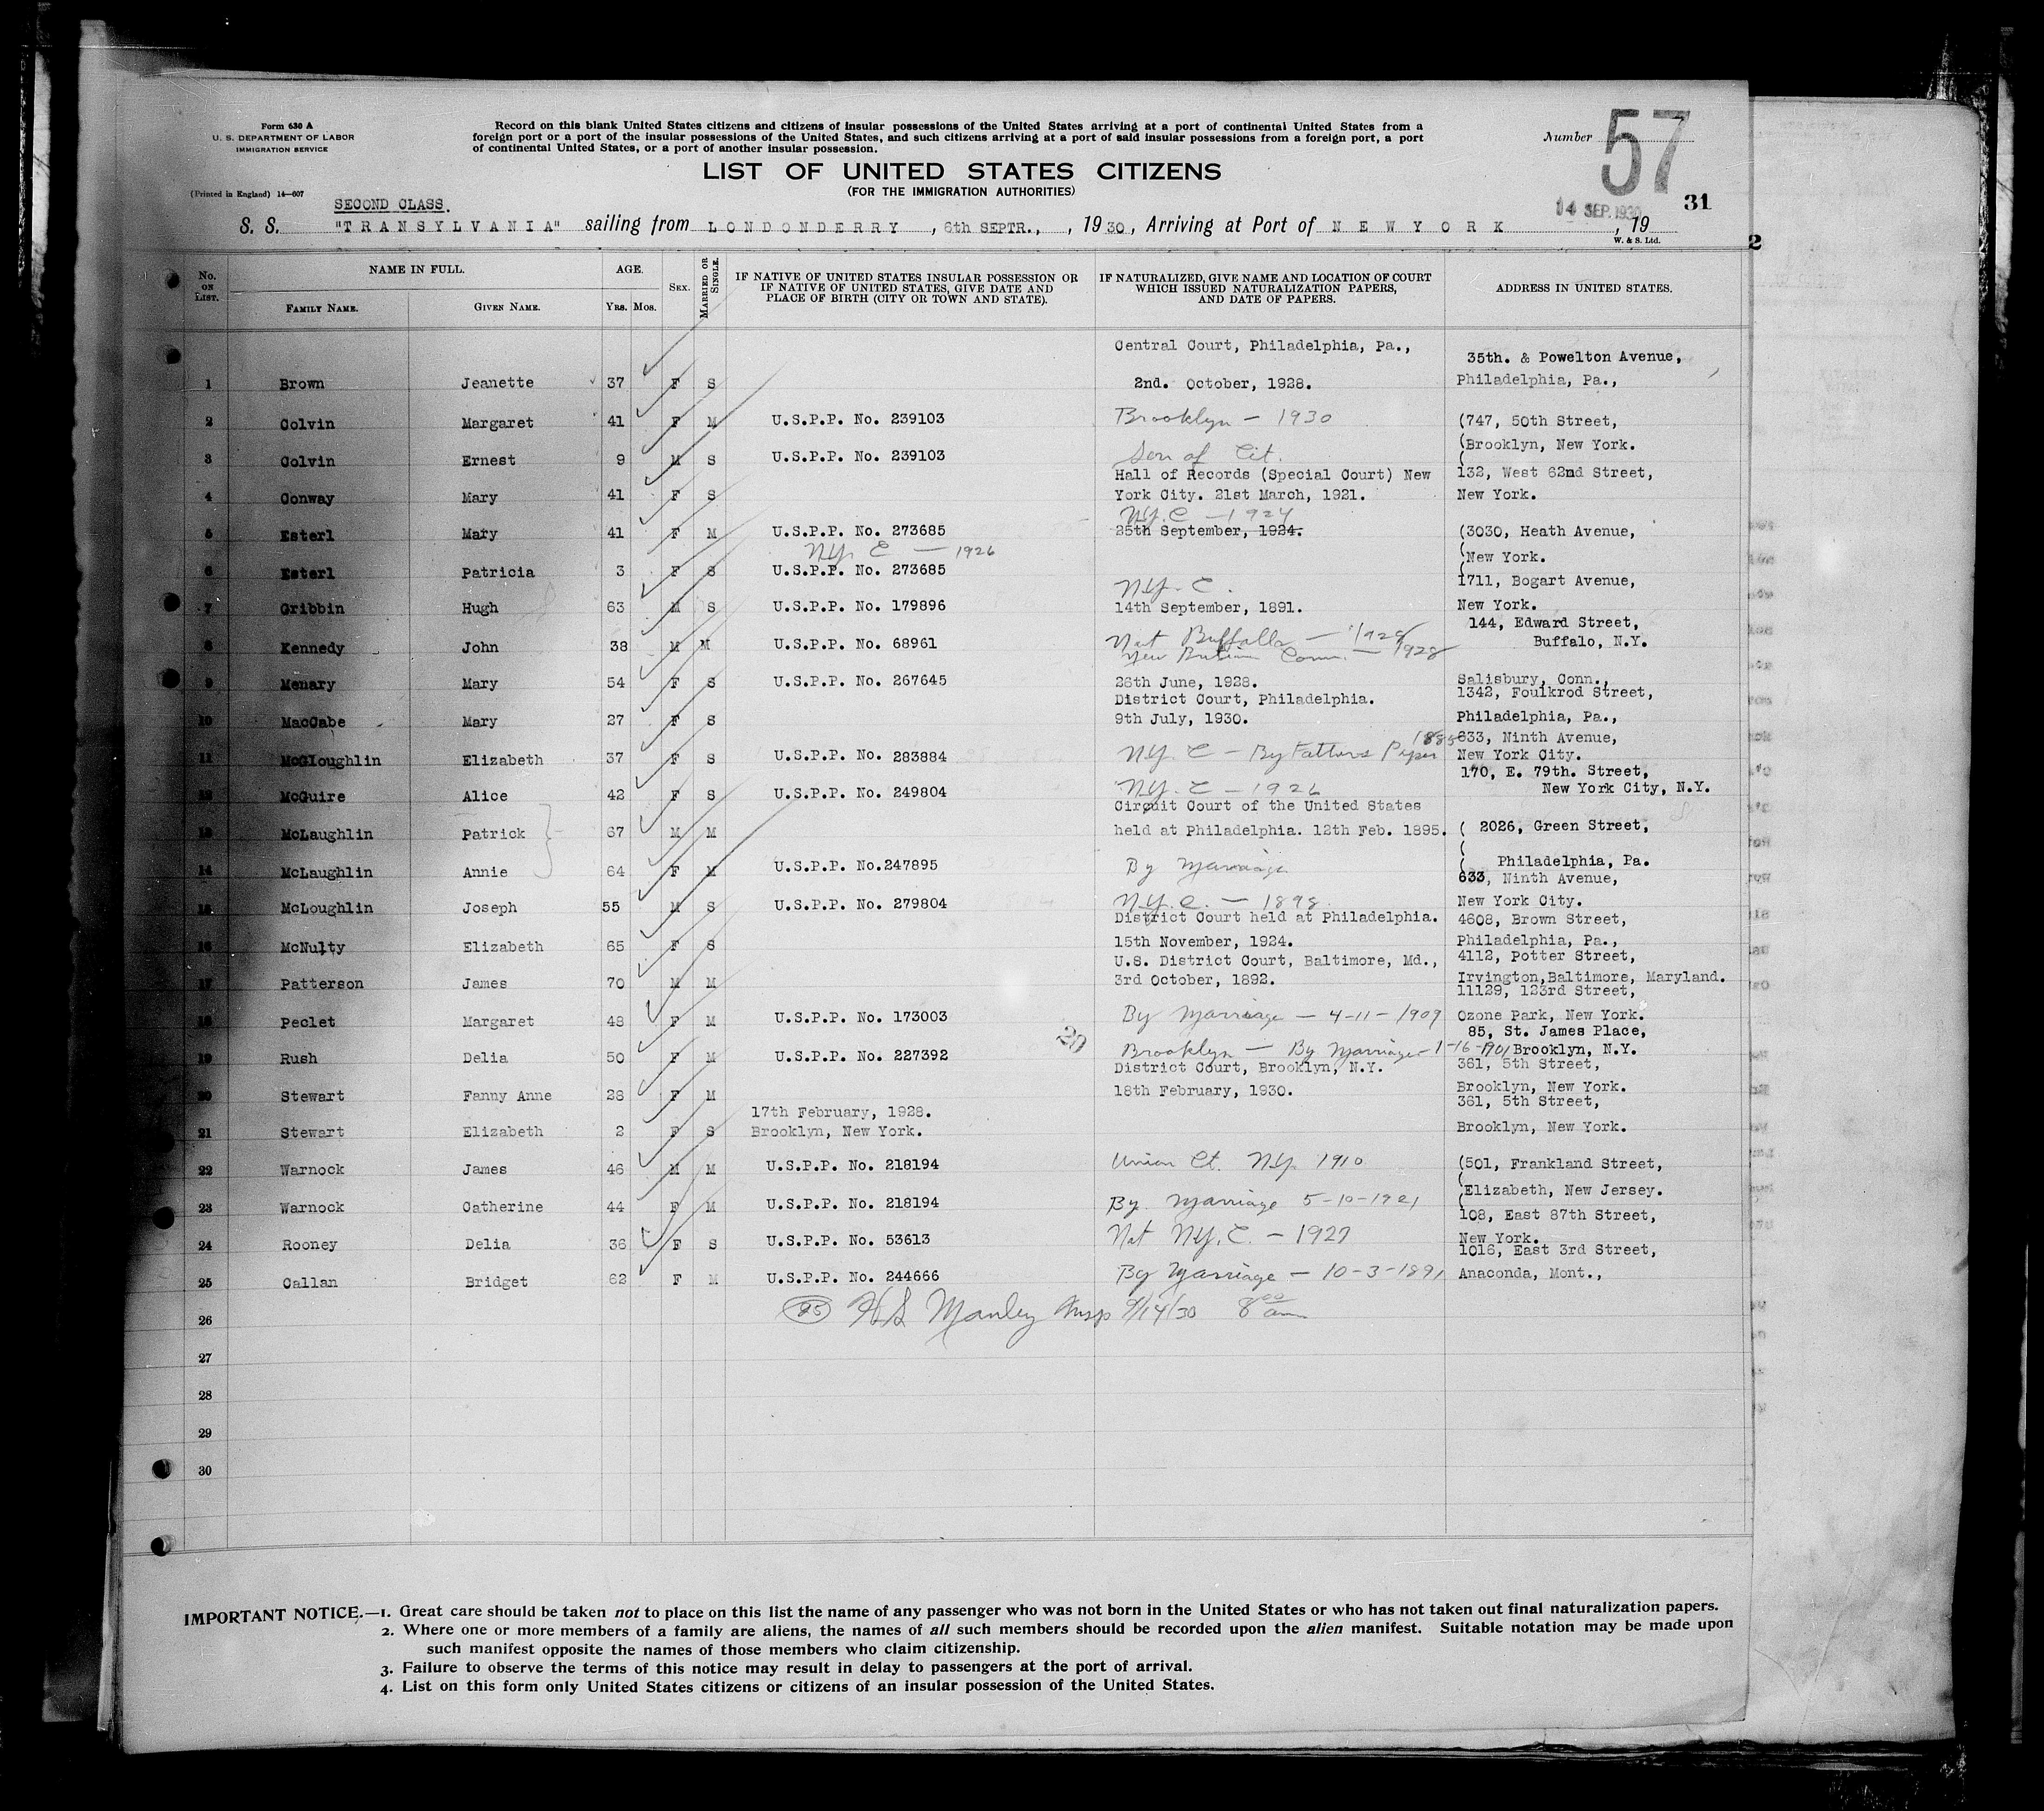 Form 630 A
U. S. DEPARTMENT OF LABOR
IMMIGRATION SERVICE
(Printed in England) 14—607
Record on this blank United States citizens and citizens of insular possessions of the United States arriving at a port of continental United States from a
foreign port or a port of the insular possessions of the United States, and such citizens arriving at a port of said insular possessions from a foreign port, a port
of continental United States, or a port of another insular possession.
Number 57
LIST OF UNITED STATES CITIZENS
(FOR THE IMMIGRATION AUTHORITIES)
31
14 SEP. 1930
SECOND CLASS.
S. S. "TRANSYLVANIA" sailing from LONDONDERRY, 6th SEPTR., , 1930, Arriving at Port of NEW YORK , 19
W. & S. Ltd.
2
No. ON LIST.
NAME IN FULL.
FAMILY NAME. GIVEN NAME.
AGE.
YRS. MOS.
SEX.
MARRIED OR SINGLE.
IF NATIVE OF UNITED STATES INSULAR POSSESSION OR
IF NATIVE OF UNITED STATES, GIVE DATE AND
PLACE OF BIRTH (CITY OR TOWN AND STATE).
IF NATURALIZED, GIVE NAME AND LOCATION OF COURT
WHICH ISSUED NATURALIZATION PAPERS,
AND DATE OF PAPERS.
ADDRESS IN UNITED STATES.
Central Court, Philadelphia, Pa.,
35th. & Powelton Avenue,
1 Brown Jeanette 37 F S 2nd. October, 1928. Philadelphia, Pa.,
2 Colvin Margaret 41 F M U.S.P.P. No. 239103 Brooklyn — 1930 (747, 50th Street,
(Brooklyn, New York.
3 Colvin Ernest 9 M S U.S.P.P. No. 239103 Son of Cit. (
Hall of Records (Special Court) New 132, West 62nd Street,
4 Conway Mary 41 F S York City. 21st March, 1921. New York.
N.Y.C — 1924
5 Esterl Mary 41 F M U.S.P.P. No. 273685 25th September, 1924. (3030, Heath Avenue,
N.Y. C — 1926 (New York.
6 Esterl Patricia 3 F S U.S.P.P. No. 273685 (
N.Y.C. 1711, Bogart Avenue,
7 Gribbin Hugh 63 M S U.S.P.P. No. 179896 14th September, 1891. New York.
144, Edward Street,
8 Kennedy John 38 M M U.S.P.P. No. 68961 Nat Buffallo — 1928 Buffalo, N.Y.
New Britain Conn. — 1928
9 Menary Mary 54 F S U.S.P.P. No. 267645 26th June, 1928. Salisbury, Conn.,
District Court, Philadelphia. 1342, Foulkrod Street,
10 MacCabe Mary 27 F S 9th July, 1930. Philadelphia, Pa.,
1885 633, Ninth Avenue,
11 McGloughlin Elizabeth 37 F S U.S.P.P. No. 283884 N.Y. C — By Fathers Paper New York City.
170, E. 79th. Street,
12 McGuire Alice 42 F S U.S.P.P. No. 249804 N.Y. C — 1926 New York City, N.Y.
Circuit Court of the United States
13 McLaughlin Patrick 67 M M held at Philadelphia. 12th Feb. 1895. ( 2026, Green Street,
(
14 McLaughlin Annie 64 F M U.S.P.P. No.247895 By Marriage ( Philadelphia, Pa.
633, Ninth Avenue,
15 McLoughlin Joseph 55 M S U.S.P.P. No. 279804 N.Y.C. — 1898 New York City.
District Court held at Philadelphia. 4608, Brown Street,
16 McNulty Elizabeth 65 F S 15th November, 1924. Philadelphia, Pa.,
U.S. District Court, Baltimore, Md., 4112, Potter Street,
17 Patterson James 70 M M 3rd October, 1892. Irvington,Baltimore, Maryland.
11129, 123rd Street,
18 Peclet Margaret 48 F M U.S.P.P. No. 173003 By Marriage — 4-11-1909 Ozone Park, New York.
20
85, St. James Place,
19 Rush Delia 50 F M U.S.P.P. No. 227392 Brooklyn — By Marriage — 1-16-1901 Brooklyn, N.Y.
District Court, Brooklyn, N.Y. 361, 5th Street,
20 Stewart Fanny Anne 28 F M 18th February, 1930. Brooklyn, New York.
17th February, 1928. 361, 5th Street,
21 Stewart Elizabeth 2 F S Brooklyn, New York. Brooklyn, New York.
22 Warnock James 46 M M U.S.P.P. No. 218194 Union Ct. N.Y. 1910 (501, Frankland Street,
(Elizabeth, New Jersey.
23 Warnock Catherine 44 F M U.S.P.P. No. 218194 By Marriage 5-10-1921 (
108, East 87th Street,
24 Rooney Delia 36 F S U.S.P.P. No. 53613 Nat N.Y.C. — 1927 New York.
1016, East 3rd Street,
25 Callan Bridget 62 F M U.S.P.P. No. 244666 By Marriage — 10-3-1891 Anaconda, Mont.,
26 (25) H S Manley Insp 9/14/30 8 00 am
27
28
29
30
IMPORTANT NOTICE.—1. Great care should be taken not to place on this list the name of any passenger who was not born in the United States or who has not taken out final naturalization papers.
2. Where one or more members of a family are aliens, the names of all such members should be recorded upon the alien manifest. Suitable notation may be made upon
such manifest opposite the names of those members who claim citizenship.
3. Failure to observe the terms of this notice may result in delay to passengers at the port of arrival.
4. List on this form only United States citizens or citizens of an insular possession of the United States.